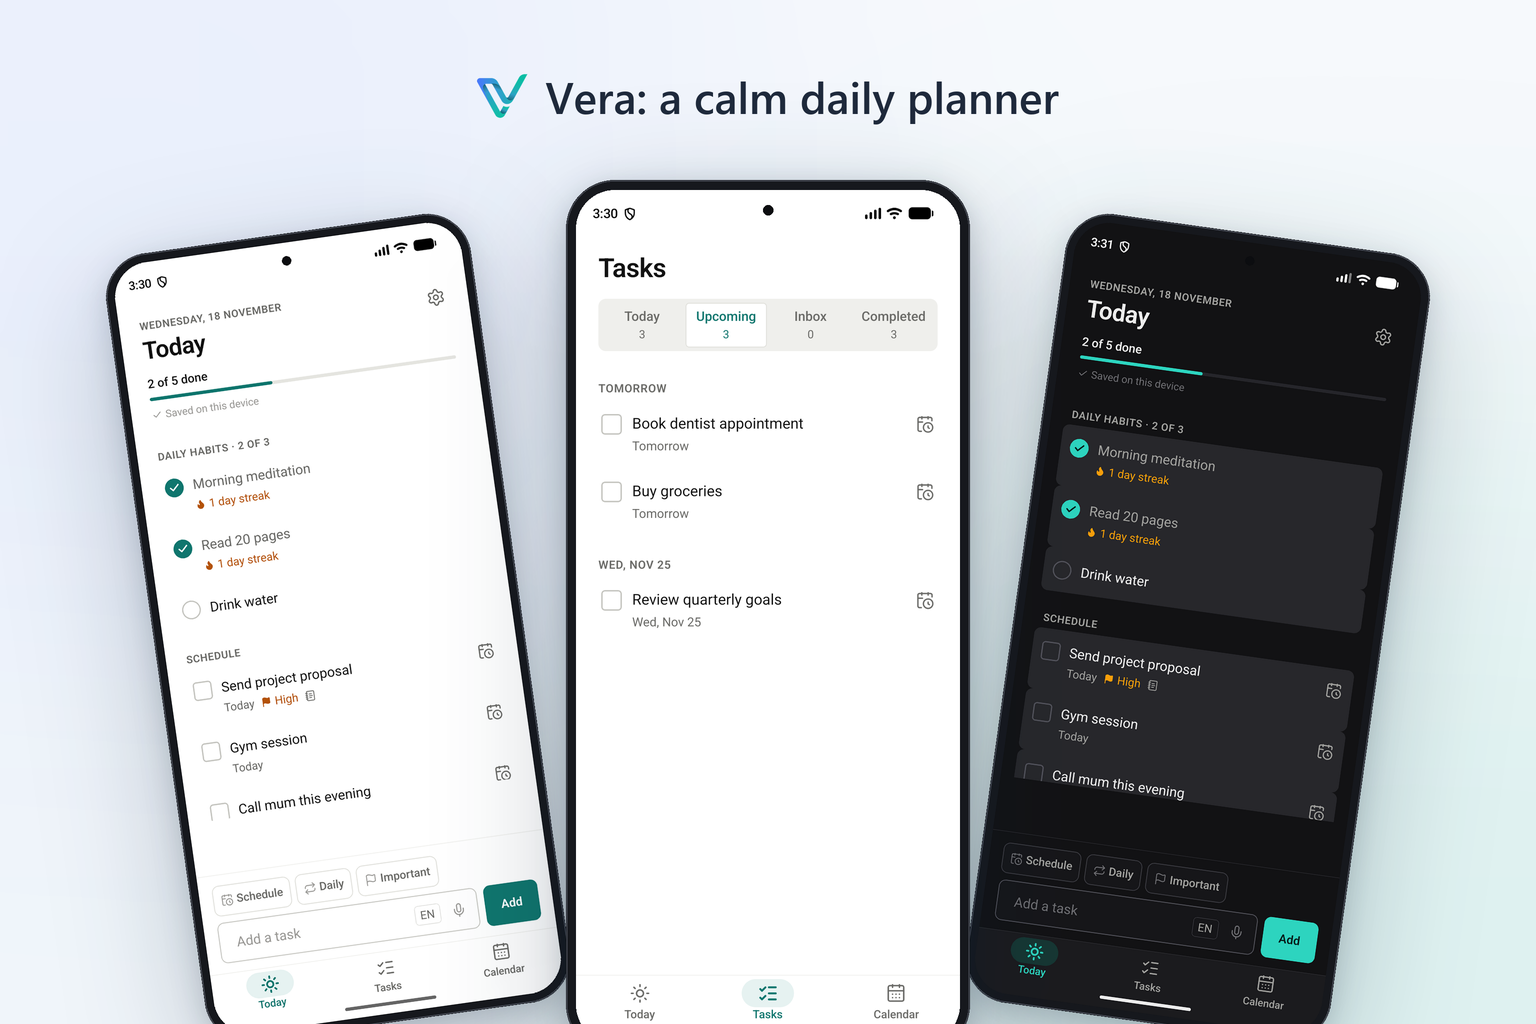 Vera: a calm daily planner
3:30
WEDNESDAY, 18 NOVEMBER
Today
2 of 5 done
Saved on this device
DAILY HABITS · 2 OF 3
Morning meditation
1 day streak
Read 20 pages
1 day streak
Drink water
SCHEDULE
Send project proposal
Today High
Gym session
Today
Call mum this evening
Schedule Daily Important
Add a task EN Add
Today Tasks Calendar
3:30
Tasks
Today Upcoming Inbox Completed
3 3 0 3
TOMORROW
Book dentist appointment
Tomorrow
Buy groceries
Tomorrow
WED, NOV 25
Review quarterly goals
Wed, Nov 25
Today Tasks Calendar
3:31
WEDNESDAY, 18 NOVEMBER
Today
2 of 5 done
Saved on this device
DAILY HABITS · 2 OF 3
Morning meditation
1 day streak
Read 20 pages
1 day streak
Drink water
SCHEDULE
Send project proposal
Today High
Gym session
Today
Call mum this evening
Schedule Daily Important
Add a task EN Add
Today Tasks Calendar